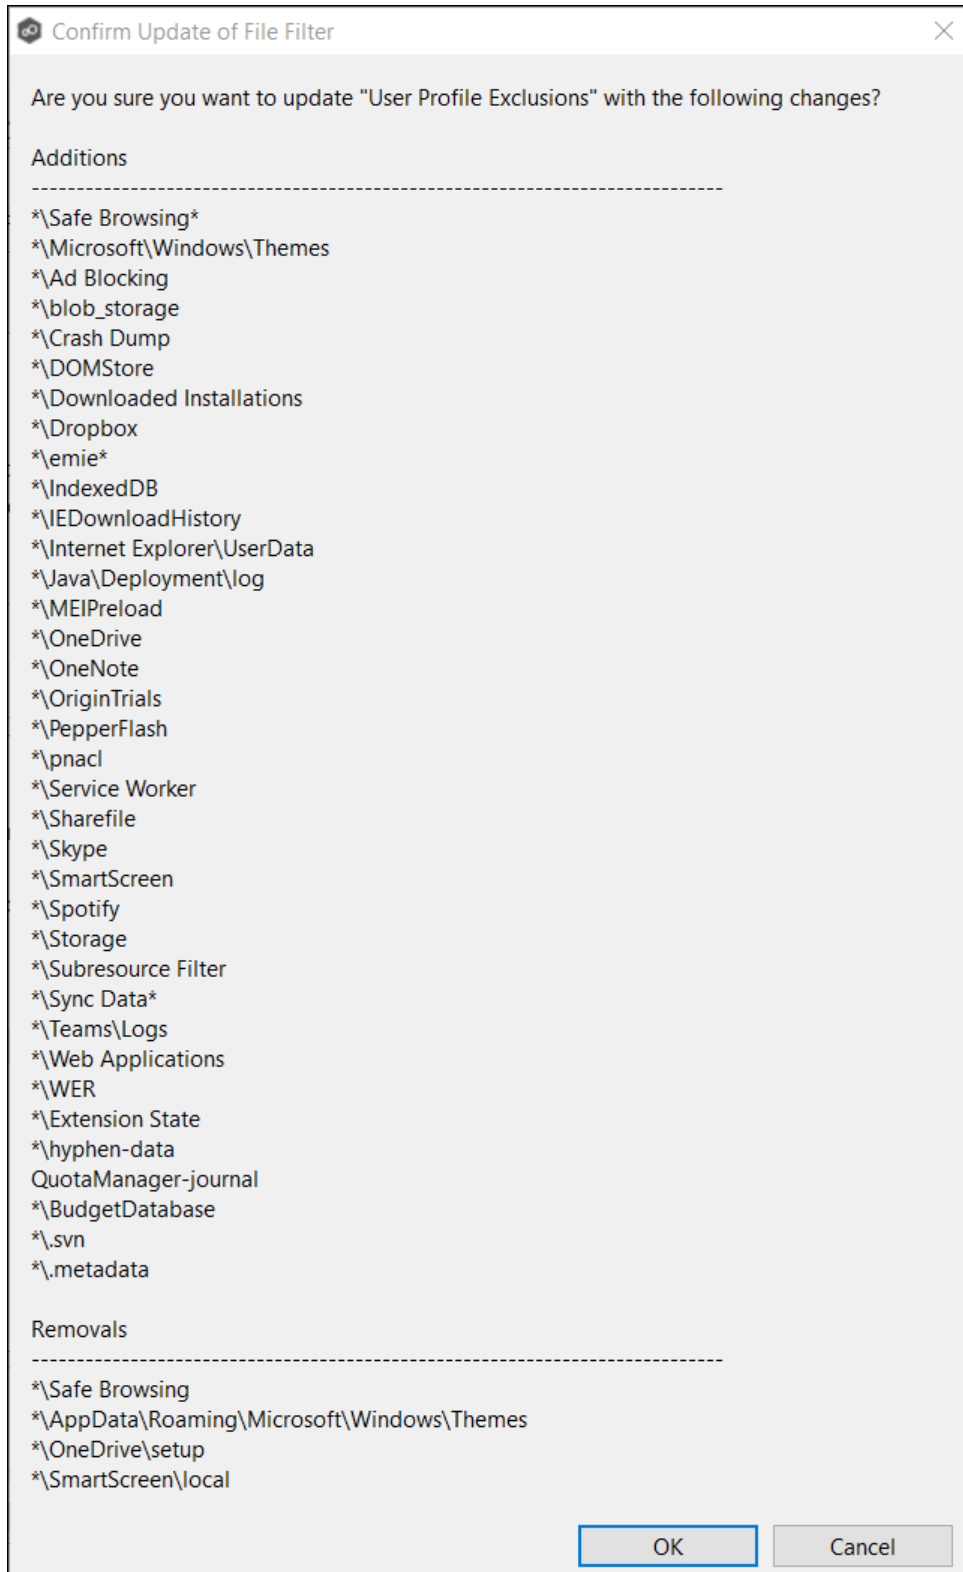 Confirm Update of File Filter
Are you sure you want to update "User Profile Exclusions" with the following changes?
Additions
-----------------------------------------------------------------------------
*\Safe Browsing*
*\Microsoft\Windows\Themes
*\Ad Blocking
*\blob_storage
*\Crash Dump
*\DOMStore
*\Downloaded Installations
*\Dropbox
*\emie*
*\IndexedDB
*\IEDownloadHistory
*\Internet Explorer\UserData
*\Java\Deployment\log
*\MEIPreload
*\OneDrive
*\OneNote
*\OriginTrials
*\PepperFlash
*\pnacl
*\Service Worker
*\Sharefile
*\Skype
*\SmartScreen
*\Spotify
*\Storage
*\Subresource Filter
*\Sync Data*
*\Teams\Logs
*\Web Applications
*\WER
*\Extension State
*\hyphen-data
QuotaManager-journal
*\BudgetDatabase
*\.svn
*\.metadata
Removals
-----------------------------------------------------------------------------
*\Safe Browsing
*\AppData\Roaming\Microsoft\Windows\Themes
*\OneDrive\setup
*\SmartScreen\local
OK Cancel